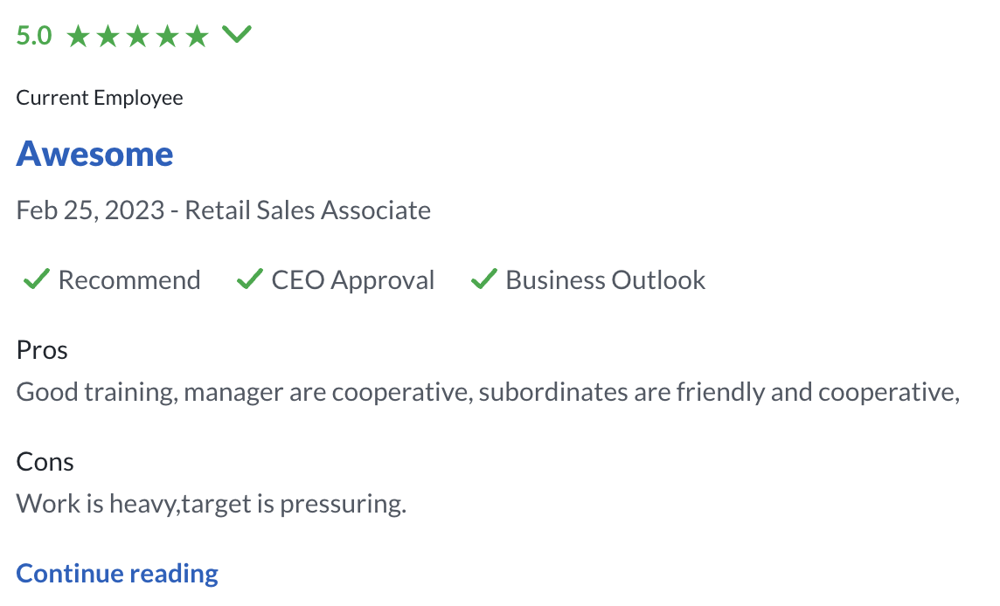 5.0
Current Employee
Awesome
Feb 25, 2023 - Retail Sales Associate
Recommend CEO Approval Business Outlook
Pros
Good training, manager are cooperative, subordinates are friendly and cooperative,
Cons
Work is heavy,target is pressuring.
Continue reading